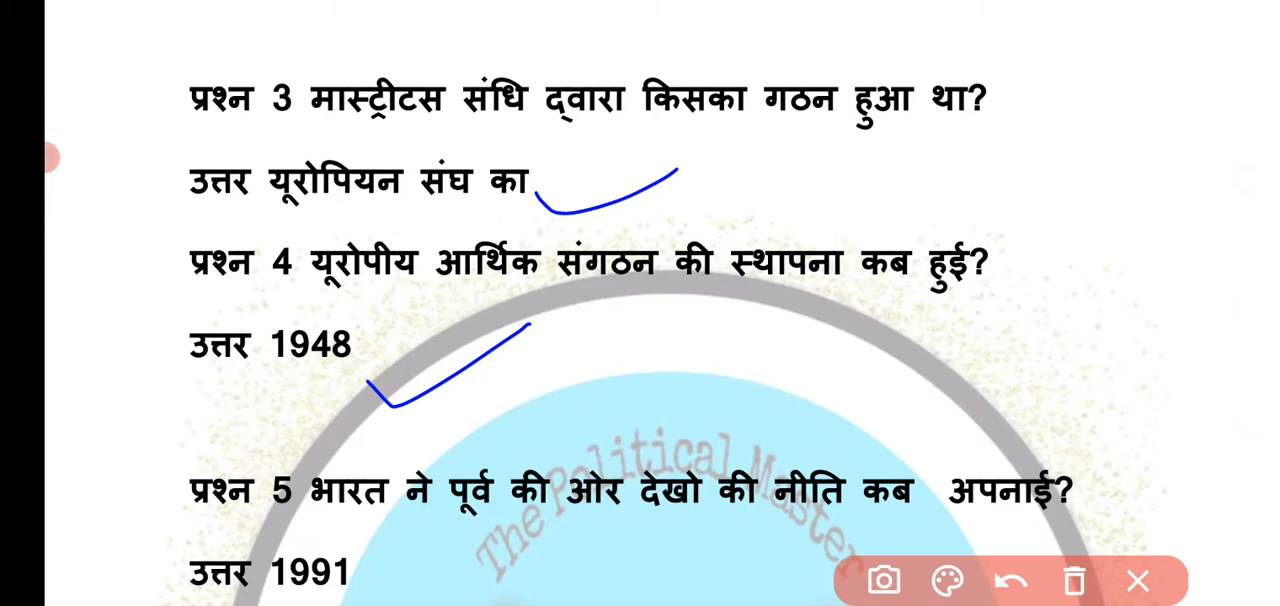 प्रश्न 3 मास्ट्रीटस संधि द्वारा किसका गठन हुआ था?
उत्तर यूरोपियन संघ का
प्रश्न 4 यूरोपीय आर्थिक संगठन की स्थापना कब हुई?
उत्तर 1948
The Political Master
प्रश्न 5 भारत ने पूर्व की ओर देखो की नीति कब अपनाई?
उत्तर 1991